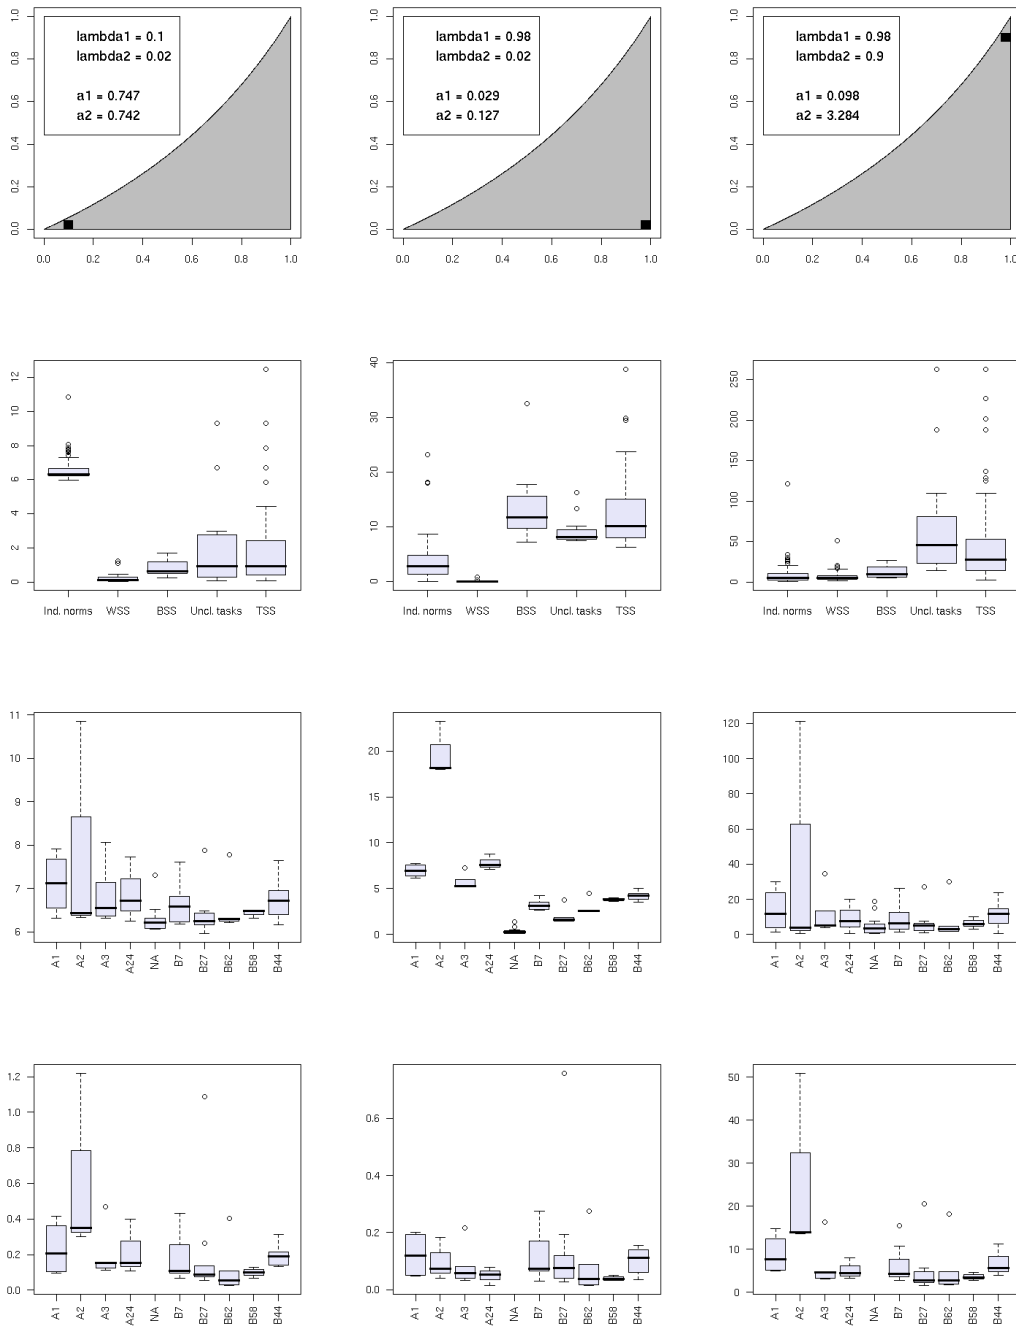 1.0
0.8
0.6
0.4
0.2
0.0
lambda1 = 0.1
lambda2 = 0.02
a1 = 0.747
a2 = 0.742
0.0 0.2 0.4 0.6 0.8 1.0
1.0
0.8
0.6
0.4
0.2
0.0
lambda1 = 0.98
lambda2 = 0.02
a1 = 0.029
a2 = 0.127
0.0 0.2 0.4 0.6 0.8 1.0
1.0
0.8
0.6
0.4
0.2
0.0
lambda1 = 0.98
lambda2 = 0.9
a1 = 0.098
a2 = 3.284
0.0 0.2 0.4 0.6 0.8 1.0
12
10
8
6
4
2
0
Ind. norms WSS BSS Uncl. tasks TSS
40
30
20
10
0
Ind. norms WSS BSS Uncl. tasks TSS
250
200
150
100
50
0
Ind. norms WSS BSS Uncl. tasks TSS
11
10
9
8
7
6
A1 A2 A3 A24 NA B7 B27 B62 B58 B44
20
15
10
5
0
A1 A2 A3 A24 NA B7 B27 B62 B58 B44
120
100
80
60
40
20
0
A1 A2 A3 A24 NA B7 B27 B62 B58 B44
1.2
1.0
0.8
0.6
0.4
0.2
0.0
A1 A2 A3 A24 NA B7 B27 B62 B58 B44
0.6
0.4
0.2
0.0
A1 A2 A3 A24 NA B7 B27 B62 B58 B44
50
40
30
20
10
0
A1 A2 A3 A24 NA B7 B27 B62 B58 B44